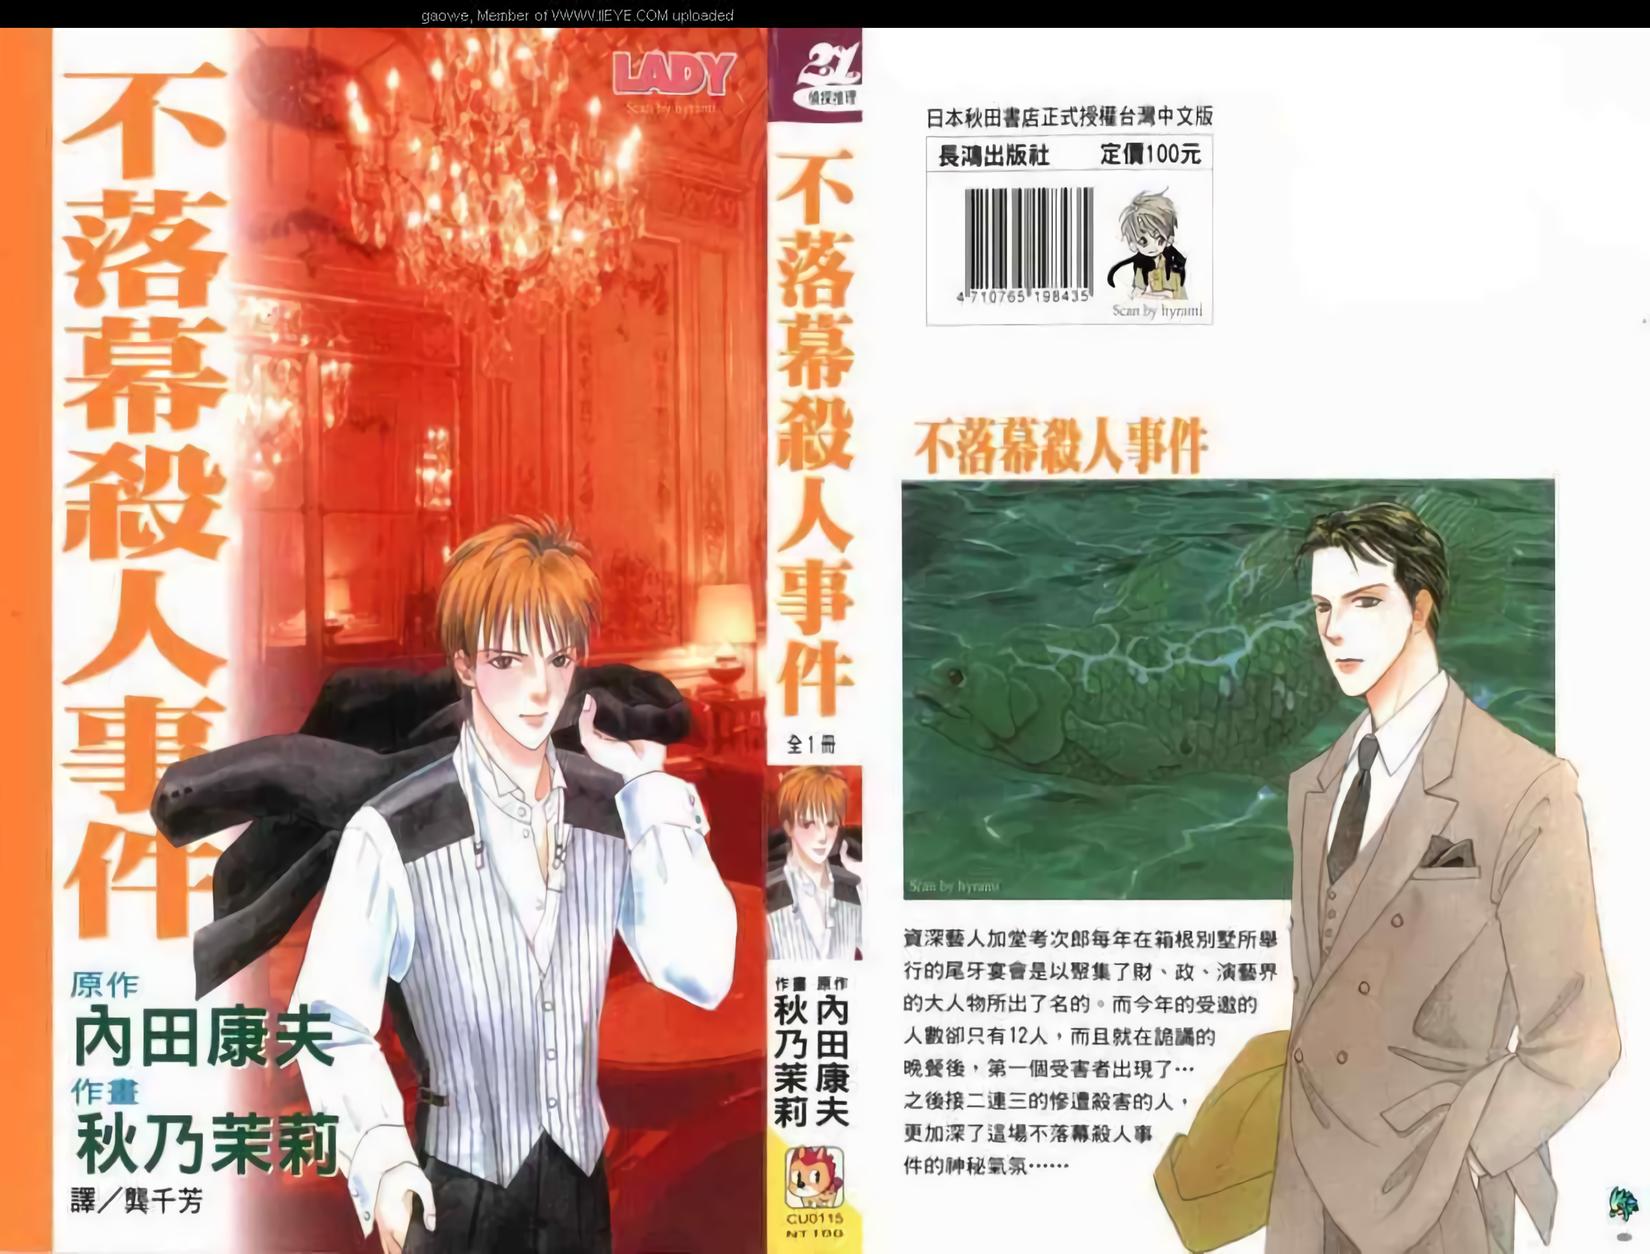 gaowe, Member of WWW.IIEYE.COM uploaded
LADY
Scan by hyrami
不落幕殺人事件
原作
內田康夫
作畫
秋乃茉莉
譯／龔千芳
21
偵探推理
不落幕殺人事件
全1冊
原作 內田康夫
作畫 秋乃茉莉
CU0115
NT100
日本秋田書店正式授權台灣中文版
長鴻出版社 定價100元
4 710765 198435
Scan by hyrami
不落幕殺人事件
Scan by hyrami
資深藝人加堂考次郎每年在箱根別墅所舉
行的尾牙宴會是以聚集了財、政、演藝界
的大人物所出了名的。而今年的受邀的
人數卻只有12人，而且就在詭譎的
晚餐後，第一個受害者出現了…
之後接二連三的慘遭殺害的人，
更加深了這場不落幕殺人事
件的神秘氣氛……